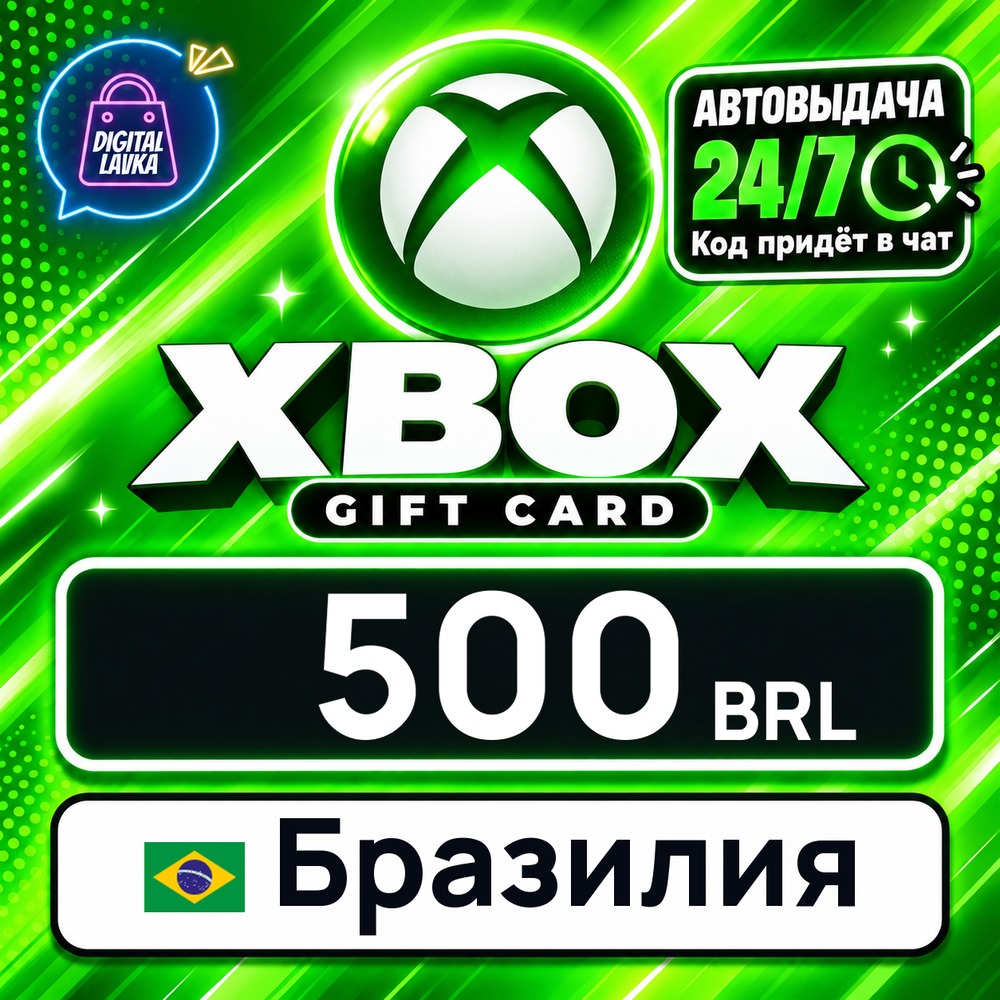 DIGITAL
LAVKA
АВТОВЫДАЧА
24/7
Код придёт в чат
XBOX
GIFT CARD
500 BRL
Бразилия